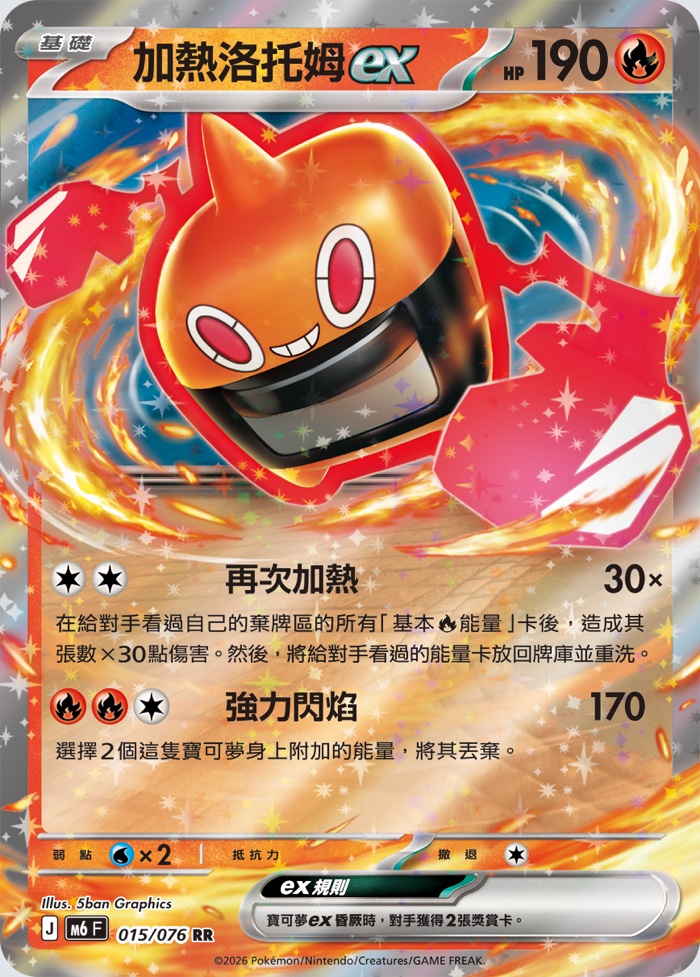 基礎
加熱洛托姆ex
HP 190
再次加熱 30×
在給對手看過自己的棄牌區的所有「基本能量」卡後，造成其
張數×30點傷害。然後，將給對手看過的能量卡放回牌庫並重洗。
強力閃焰 170
選擇2個這隻寶可夢身上附加的能量，將其丟棄。
弱點 ×2 抵抗力 撤退
ex規則
寶可夢ex昏厥時，對手獲得2張獎賞卡。
Illus. 5ban Graphics
J M6 F 015/076 RR
©2026 Pokémon/Nintendo/Creatures/GAME FREAK.